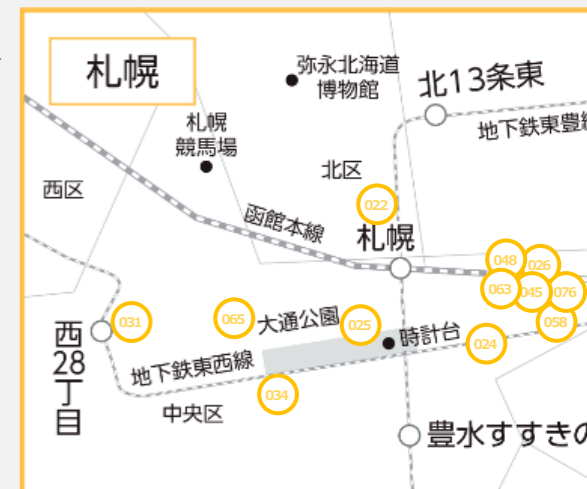 札幌
弥永北海道
博物館
北13条東
札幌
競馬場
地下鉄東豊
北区
西区
022
函館本線
札幌
048
026
063
045
076
031
065
大通公園
025
058
時計台
024
西28丁目
地下鉄東西線
034
中央区
豊水すすきの